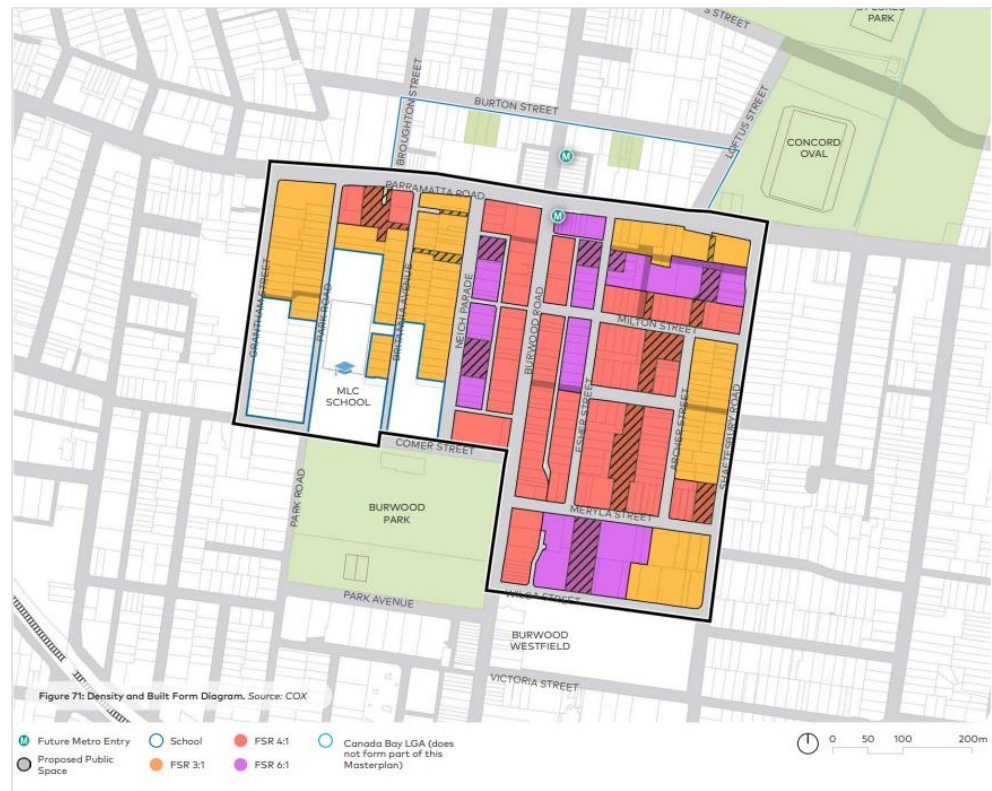 S STREET
ST LUKES
PARK
BROUGHTON STREET
BURTON STREET
LOFTUS STREET
CONCORD
OVAL
M
PARRAMATTA ROAD
M
GRANTHAM STREET
PARK ROAD
BRITANNIA AVENUE
NEICH PARADE
BURWOOD ROAD
MILTON STREET
ESHER STREET
ARCHER STREET
SHAFTESBURY ROAD
MLC
SCHOOL
COMER STREET
PARK ROAD
BURWOOD
PARK
MERYLA STREET
PARK AVENUE
WILGA STREET
BURWOOD
WESTFIELD
VICTORIA STREET
Figure 71: Density and Built Form Diagram. Source: COX
M Future Metro Entry
School
FSR 4:1
Canada Bay LGA (does
not form part of this
Masterplan)
Proposed Public
Space
FSR 3:1
FSR 6:1
0 50 100 200m